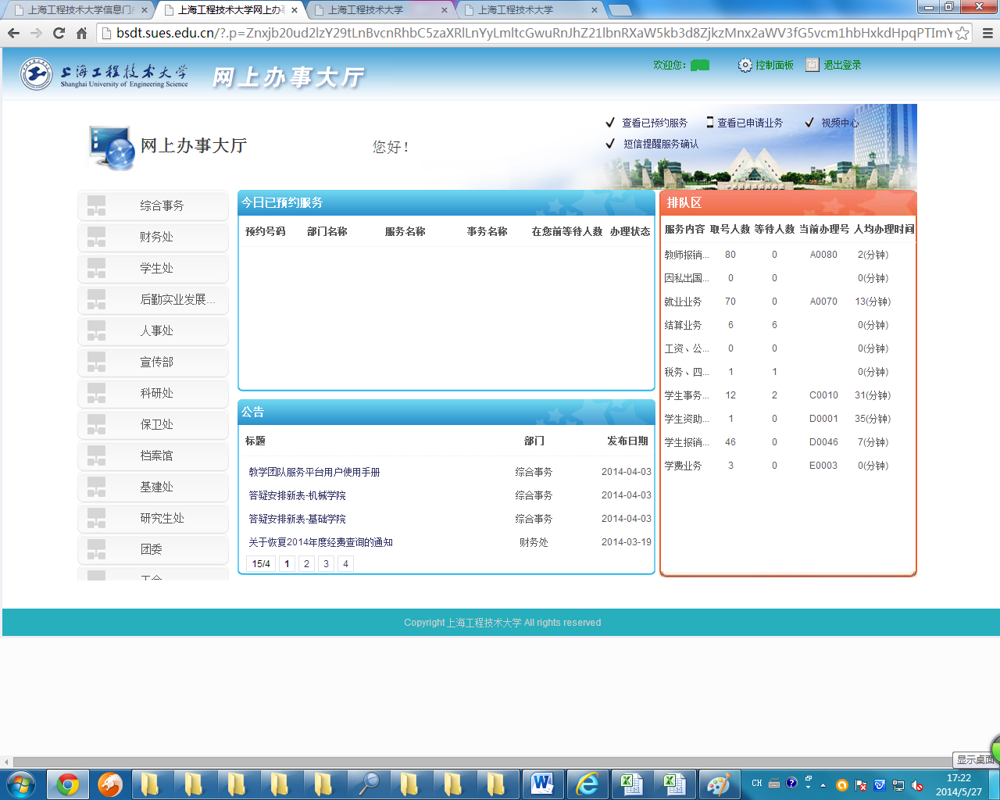 上海工程技术大学信息门户
上海工程技术大学网上办事
上海工程技术大学
上海工程技术大学
上海工程技术大学
Shanghai University of Engineering Science
网上办事大厅
欢迎您:
控制面板
退出登录
网上办事大厅
您好!
查看已预约服务
查看已申请业务
视频中心
短信提醒服务确认
综合事务
财务处
学生处
后勤实业发展...
人事处
宣传部
科研处
保卫处
档案馆
基建处
研究生处
团委
工会
今日已预约服务
预约号码 部门名称 服务名称 事务名称 在您前等待人数 办理状态
公告
标题 部门 发布日期
教学团队服务平台用户使用手册 综合事务 2014-04-03
答疑安排新表-机械学院 综合事务 2014-04-03
答疑安排新表-基础学院 综合事务 2014-04-03
关于恢复2014年度经费查询的通知 财务处 2014-03-19
15/4 1 2 3 4
排队区
服务内容 取号人数 等待人数 当前办理号 人均办理时间
教师报销... 80 0 A0080 2(分钟)
因私出国... 0 0 0(分钟)
就业业务 70 0 A0070 13(分钟)
结算业务 6 6 0(分钟)
工资、公... 0 0 0(分钟)
税务、四... 1 1 0(分钟)
学生事务... 12 2 C0010 31(分钟)
学生资助... 1 0 D0001 35(分钟)
学生报销... 46 0 D0046 7(分钟)
学费业务 3 0 E0003 0(分钟)
Copyright 上海工程技术大学 All rights reserved
显示桌面
CH
17:22
2014/5/27